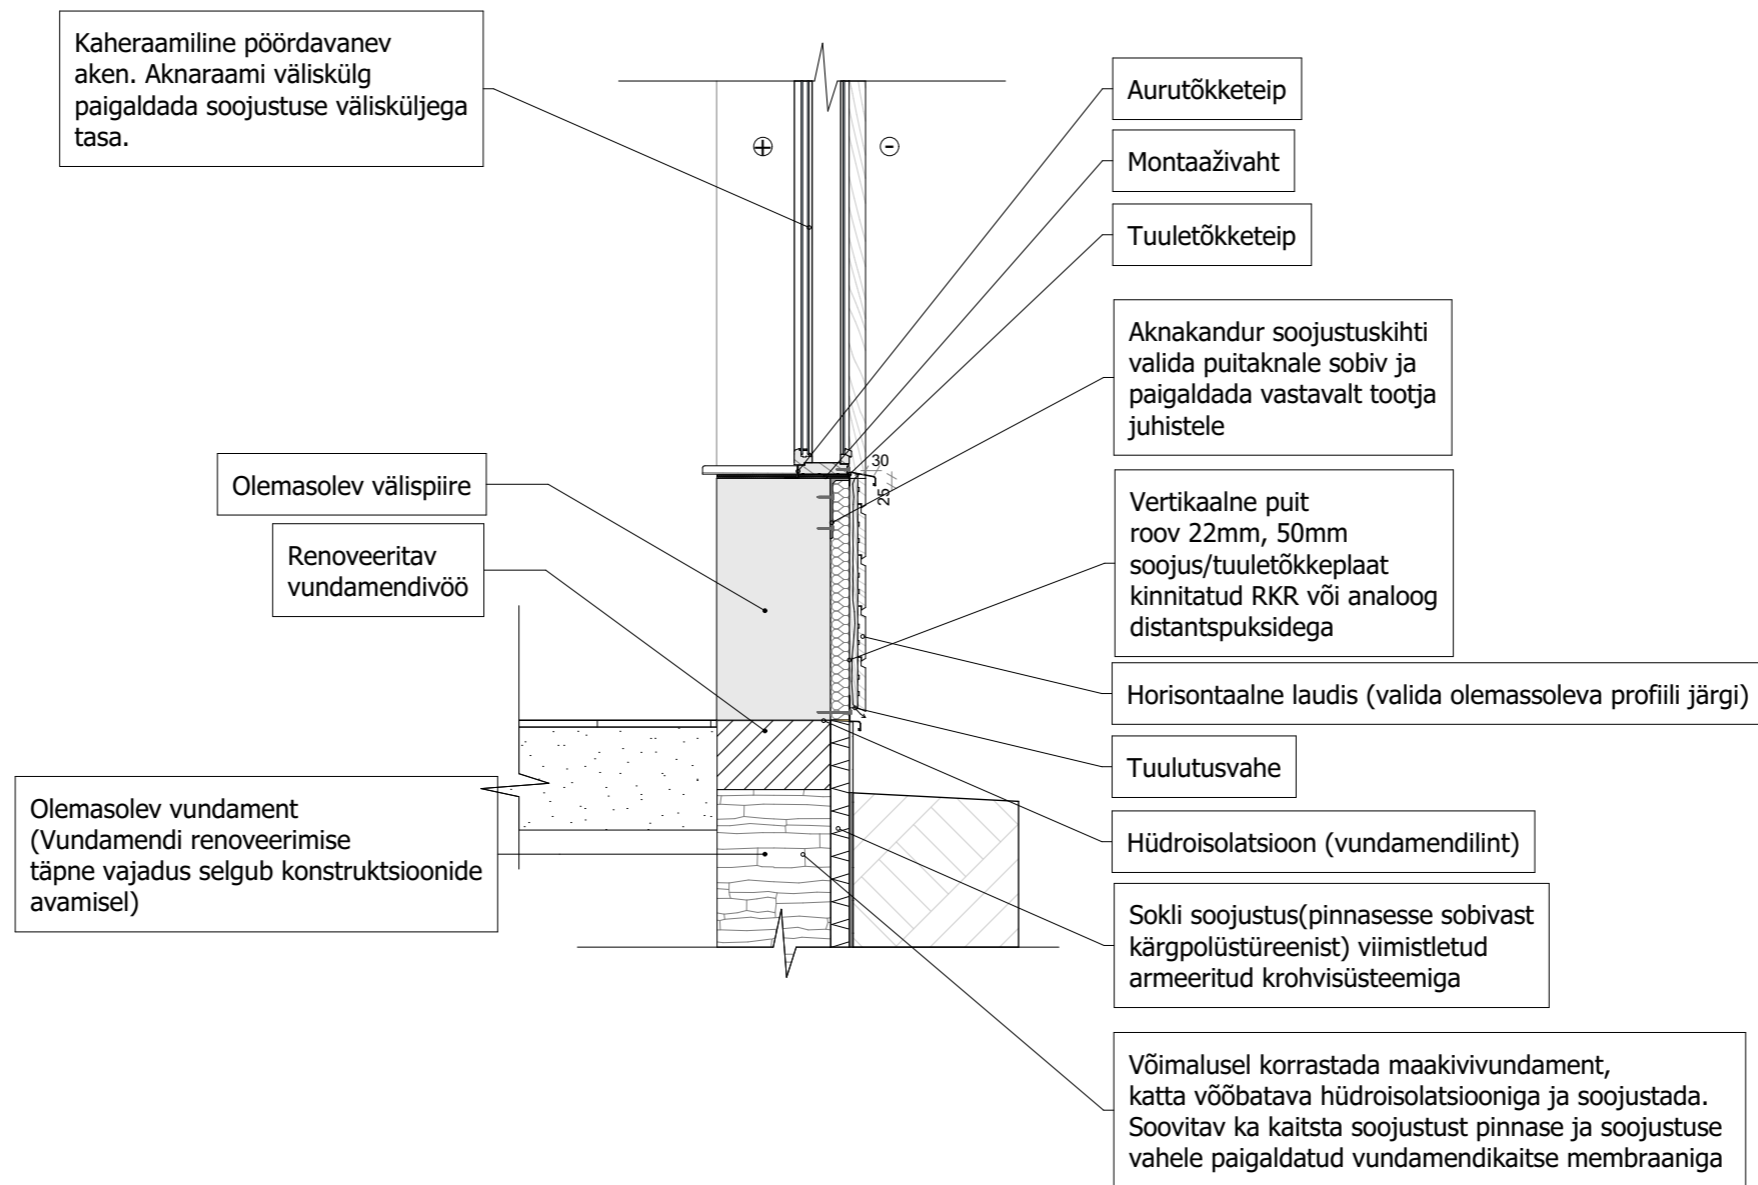 Kaheraamiline pöördavanev
aken. Aknaraami väliskülg
paigaldada soojustuse välisküljega
tasa.
+
-
Aurutõkketeip
Montaaživaht
Tuuletõkketeip
Aknakandur soojustuskihti
valida puitaknale sobiv ja
paigaldada vastavalt tootja
juhistele
30
25
Olemasolev välispiire
Renoveeritav
vundamendivöö
Vertikaalne puit
roov 22mm, 50mm
soojus/tuuletõkkeplaat
kinnitatud RKR või analoog
distantspuksidega
Horisontaalne laudis (valida olemassoleva profiili järgi)
Tuulutusvahe
Olemasolev vundament
(Vundamendi renoveerimise
täpne vajadus selgub konstruktsioonide
avamisel)
Hüdroisolatsioon (vundamendilint)
Sokli soojustus(pinnasesse sobivast
kärgpolüstüreenist) viimistletud
armeeritud krohvisüsteemiga
Võimalusel korrastada maakivivundament,
katta võõbatava hüdroisolatsiooniga ja soojustada.
Soovitav ka kaitsta soojustust pinnase ja soojustuse
vahele paigaldatud vundamendikaitse membraaniga